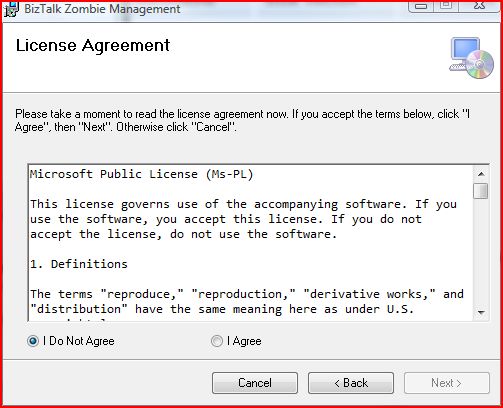 BizTalk Zombie Management
License Agreement
Please take a moment to read the license agreement now. If you accept the terms below, click "I
Agree", then "Next". Otherwise click "Cancel".
Microsoft Public License (Ms-PL)
This license governs use of the accompanying software. If you
use the software, you accept this license. If you do not
accept the license, do not use the software.
1. Definitions
The terms "reproduce," "reproduction," "derivative works," and
"distribution" have the same meaning here as under U.S.
I Do Not Agree
I Agree
Cancel
< Back
Next >